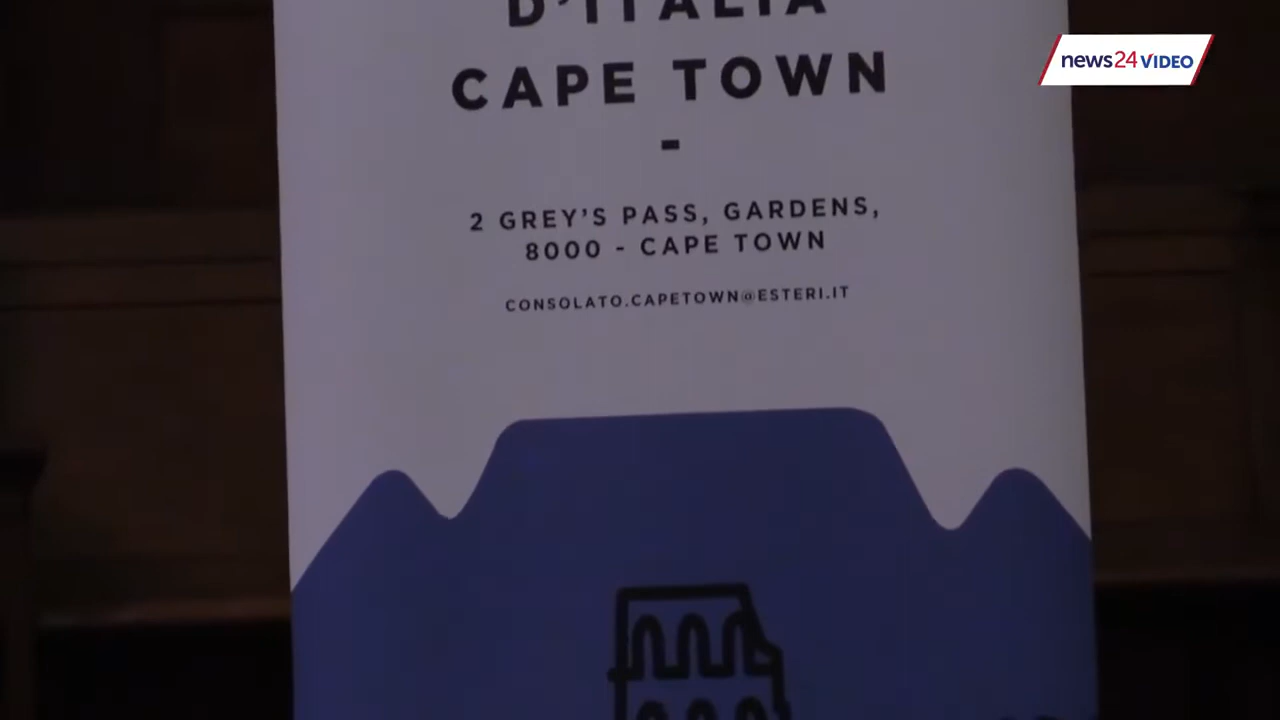 D'ITALIA
CAPE TOWN
-
2 GREY'S PASS, GARDENS,
8000 - CAPE TOWN
CONSOLATO.CAPETOWN@ESTERI.IT
news24 VIDEO